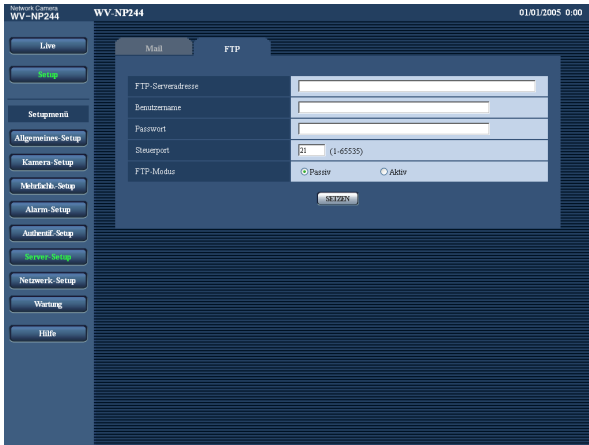 Network Camera
WV-NP244
WV-NP244
01/01/2005 0:00
Live
Setup
Setupmenü
Allgemeines-Setup
Kamera-Setup
Mehrfachb.-Setup
Alarm-Setup
Authentif.-Setup
Server-Setup
Netzwerk-Setup
Wartung
Hilfe
Mail
FTP
FTP-Serveradresse
Benutzername
Passwort
Steuerport
21 (1-65535)
FTP-Modus
Passiv Aktiv
SETZEN